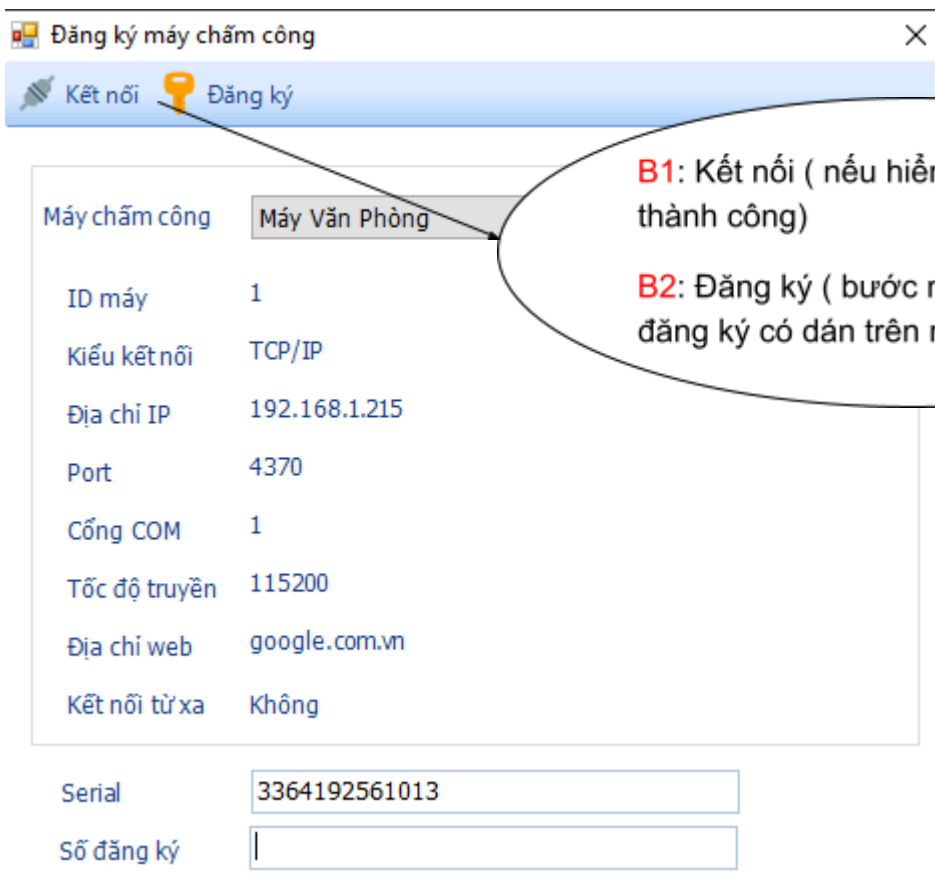 Đăng ký máy chấm công
Kết nối Đăng ký
B1: Kết nối ( nếu hiển
thành công)
B2: Đăng ký ( bước
đăng ký có dán trên
Máy chấm công Máy Văn Phòng
ID máy 1
Kiểu kết nối TCP/IP
Địa chỉ IP 192.168.1.215
Port 4370
Cổng COM 1
Tốc độ truyền 115200
Địa chỉ web google.com.vn
Kết nối từ xa Không
Serial 3364192561013
Số đăng ký